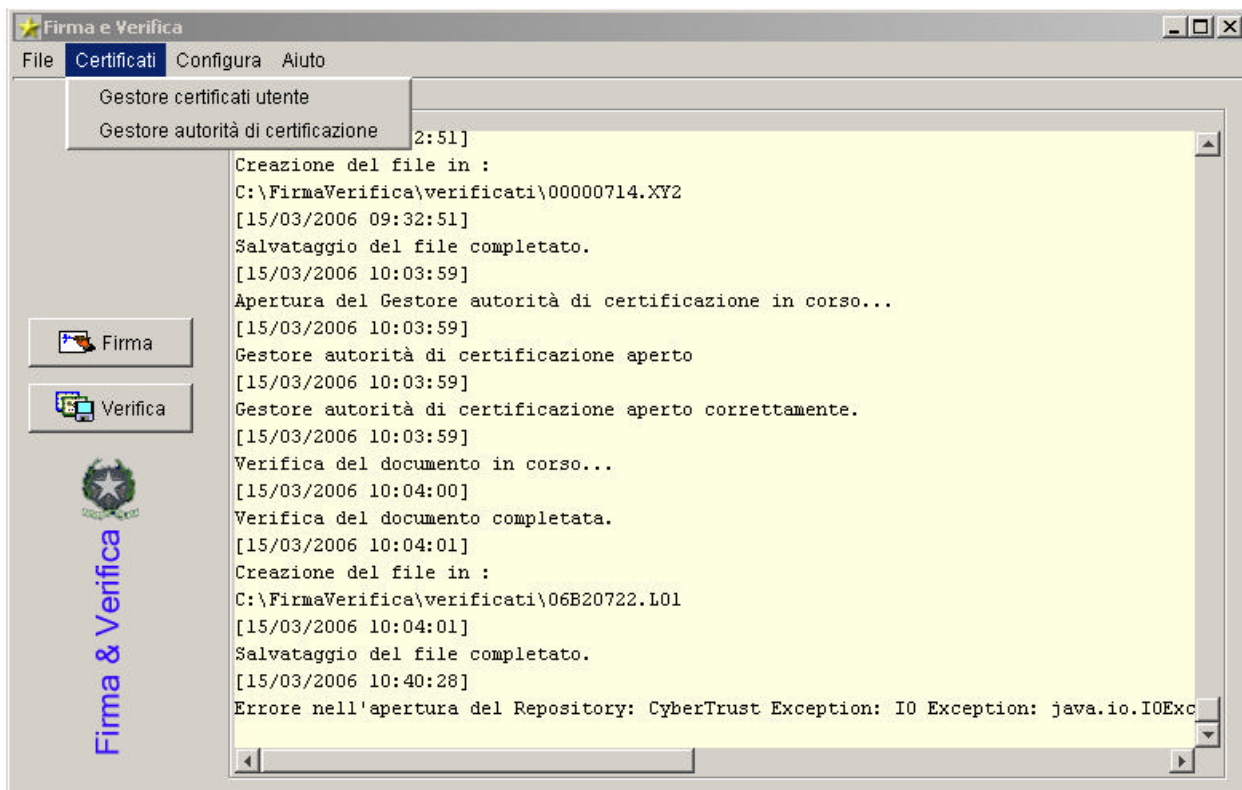 Firma e Verifica
File Certificati Configura Aiuto
Gestore certificati utente
Gestore autorità di certificazione
2:51]
Creazione del file in :
C:\FirmaVerifica\verificati\00000714.XY2
[15/03/2006 09:32:51]
Salvataggio del file completato.
[15/03/2006 10:03:59]
Apertura del Gestore autorità di certificazione in corso...
[15/03/2006 10:03:59]
Gestore autorità di certificazione aperto
[15/03/2006 10:03:59]
Gestore autorità di certificazione aperto correttamente.
[15/03/2006 10:03:59]
Verifica del documento in corso...
[15/03/2006 10:04:00]
Verifica del documento completata.
[15/03/2006 10:04:01]
Creazione del file in :
C:\FirmaVerifica\verificati\06B20722.L01
[15/03/2006 10:04:01]
Salvataggio del file completato.
[15/03/2006 10:40:28]
Errore nell'apertura del Repository: CyberTrust Exception: IO Exception: java.io.IOExc
Firma
Verifica
Firma & Verifica